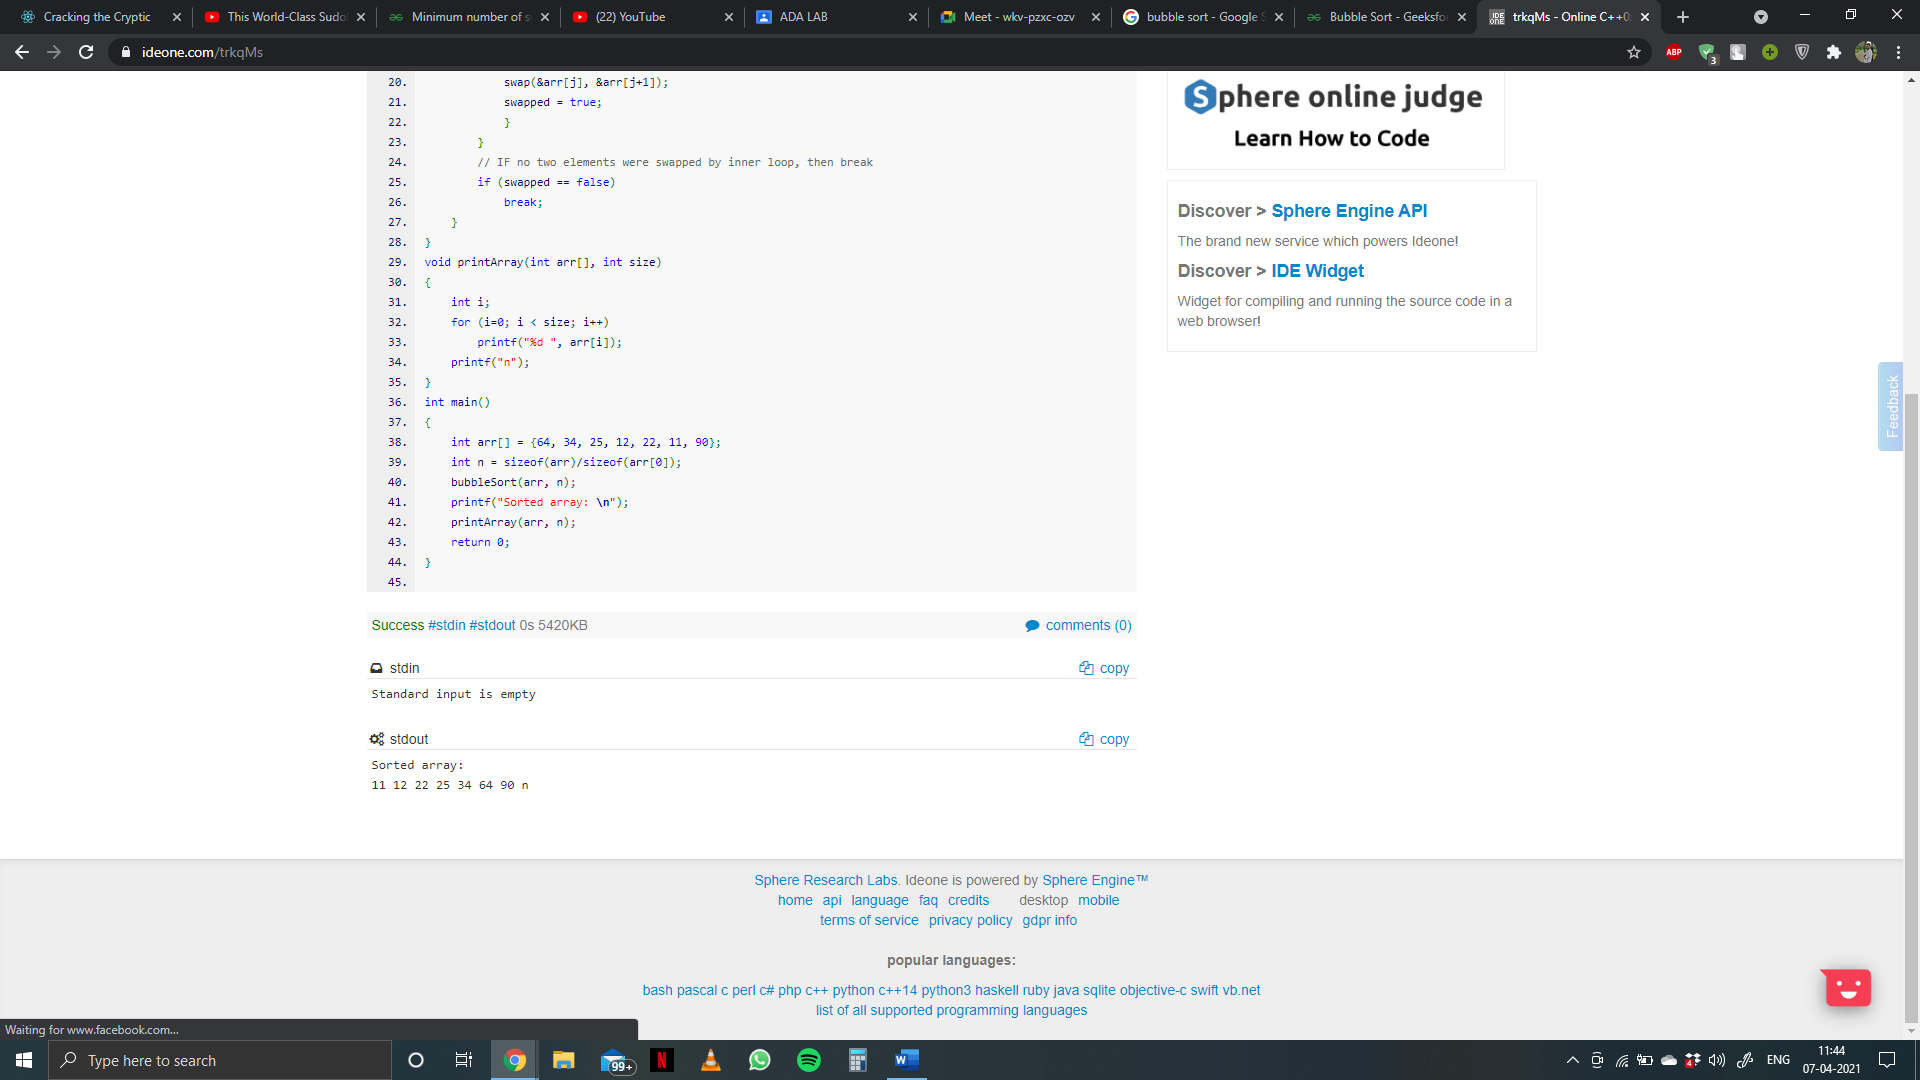 Cracking the Cryptic
This World-Class Sudo
Minimum number of s
(22) YouTube
ADA LAB
Meet - wkv-pzxc-ozv
bubble sort - Google S
Bubble Sort - Geeksfo
trkqMs - Online C++0
ideone.com/trkqMs
ABP
3
20. swap(&arr[j], &arr[j+1]);
21. swapped = true;
22. }
23. }
24. // IF no two elements were swapped by inner loop, then break
25. if (swapped == false)
26. break;
27. }
28. }
29. void printArray(int arr[], int size)
30. {
31. int i;
32. for (i=0; i < size; i++)
33. printf("%d ", arr[i]);
34. printf("n");
35. }
36. int main()
37. {
38. int arr[] = {64, 34, 25, 12, 22, 11, 90};
39. int n = sizeof(arr)/sizeof(arr[0]);
40. bubbleSort(arr, n);
41. printf("Sorted array: \n");
42. printArray(arr, n);
43. return 0;
44. }
45.
Success #stdin #stdout 0s 5420KB
comments (0)
stdin
copy
Standard input is empty
stdout
copy
Sorted array:
11 12 22 25 34 64 90 n
Sphere online judge
Learn How to Code
Discover > Sphere Engine API
The brand new service which powers Ideone!
Discover > IDE Widget
Widget for compiling and running the source code in a
web browser!
Feedback
Sphere Research Labs. Ideone is powered by Sphere Engine™
home api language faq credits desktop mobile
terms of service privacy policy gdpr info
popular languages:
bash pascal c perl c# php c++ python c++14 python3 haskell ruby java sqlite objective-c swift vb.net
list of all supported programming languages
Waiting for www.facebook.com...
Type here to search
99+
ENG
11:44
07-04-2021